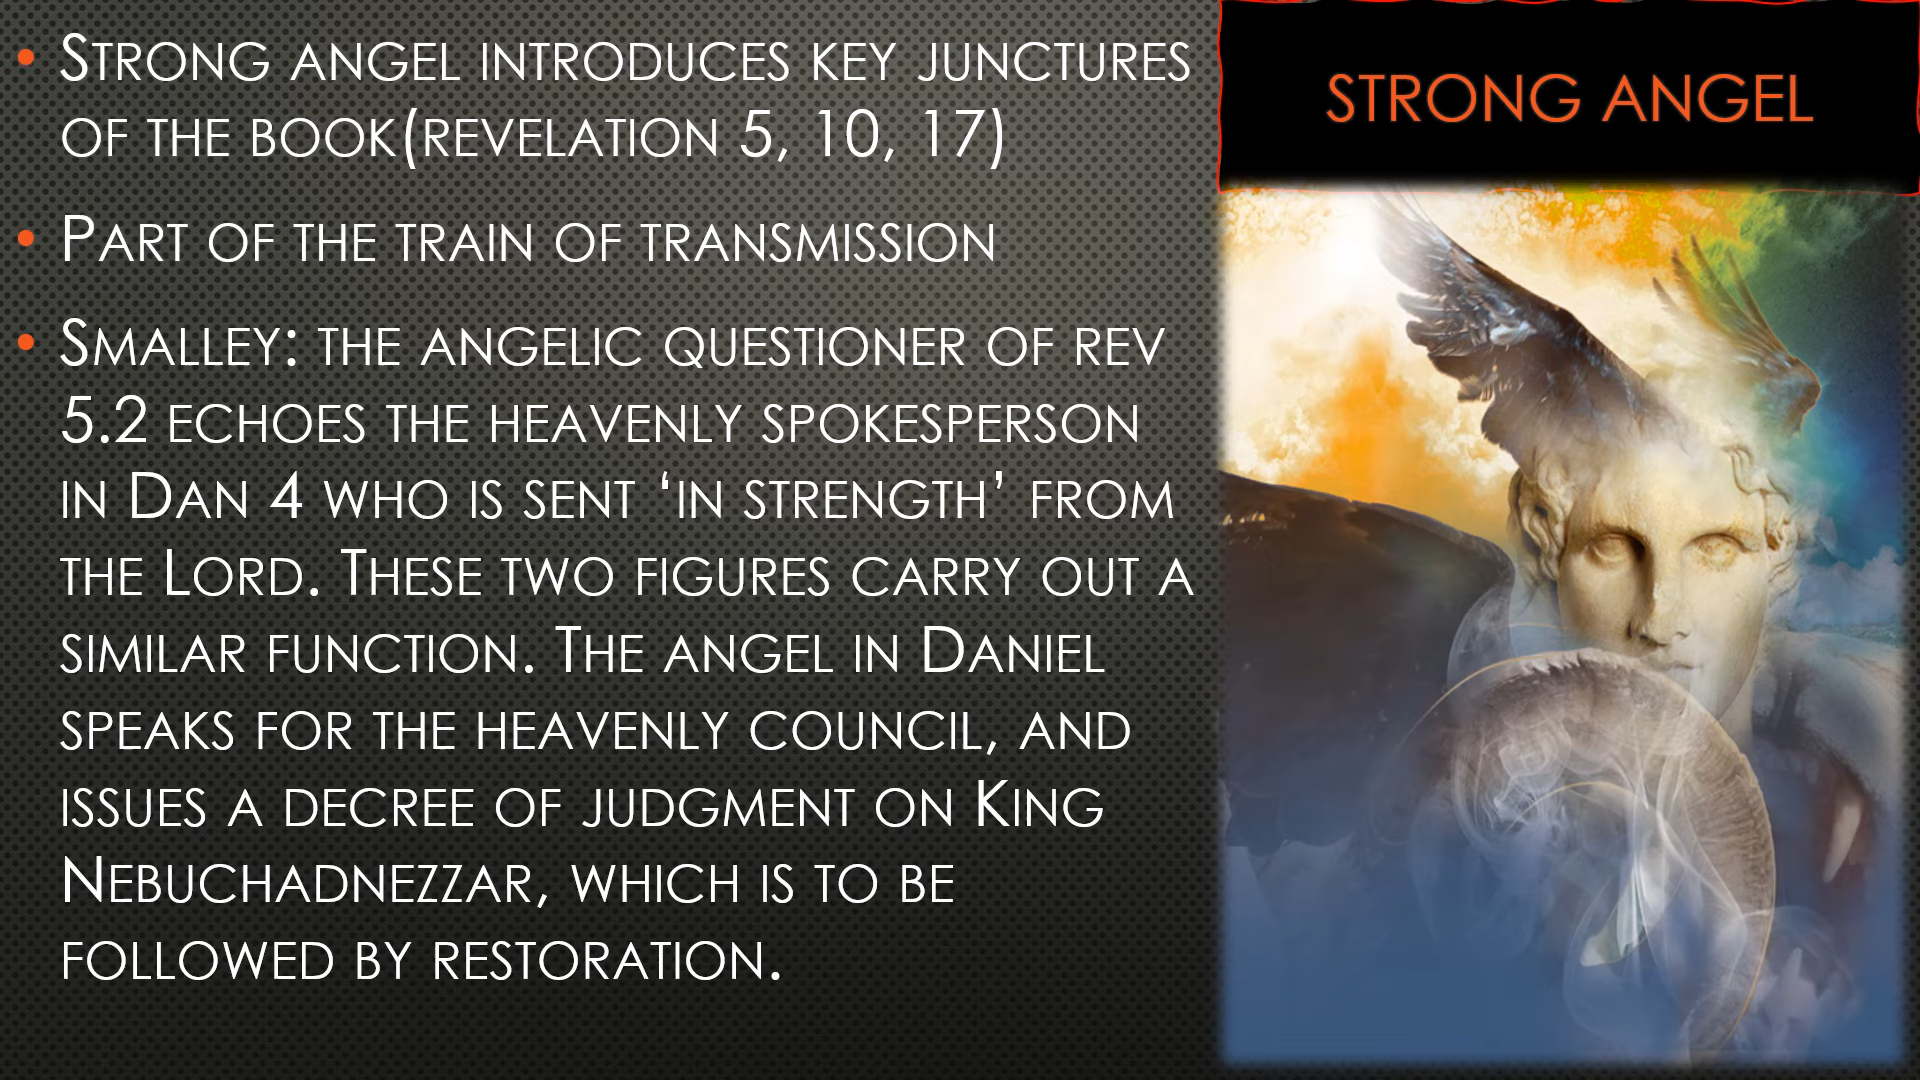 • Strong angel introduces key junctures
of the book(revelation 5, 10, 17)
• Part of the train of transmission
• Smalley: the angelic questioner of rev
5.2 echoes the heavenly spokesperson
in Dan 4 who is sent ‘in strength’ from
the Lord. These two figures carry out a
similar function. The angel in Daniel
speaks for the heavenly council, and
issues a decree of judgment on King
Nebuchadnezzar, which is to be
followed by restoration.
STRONG ANGEL